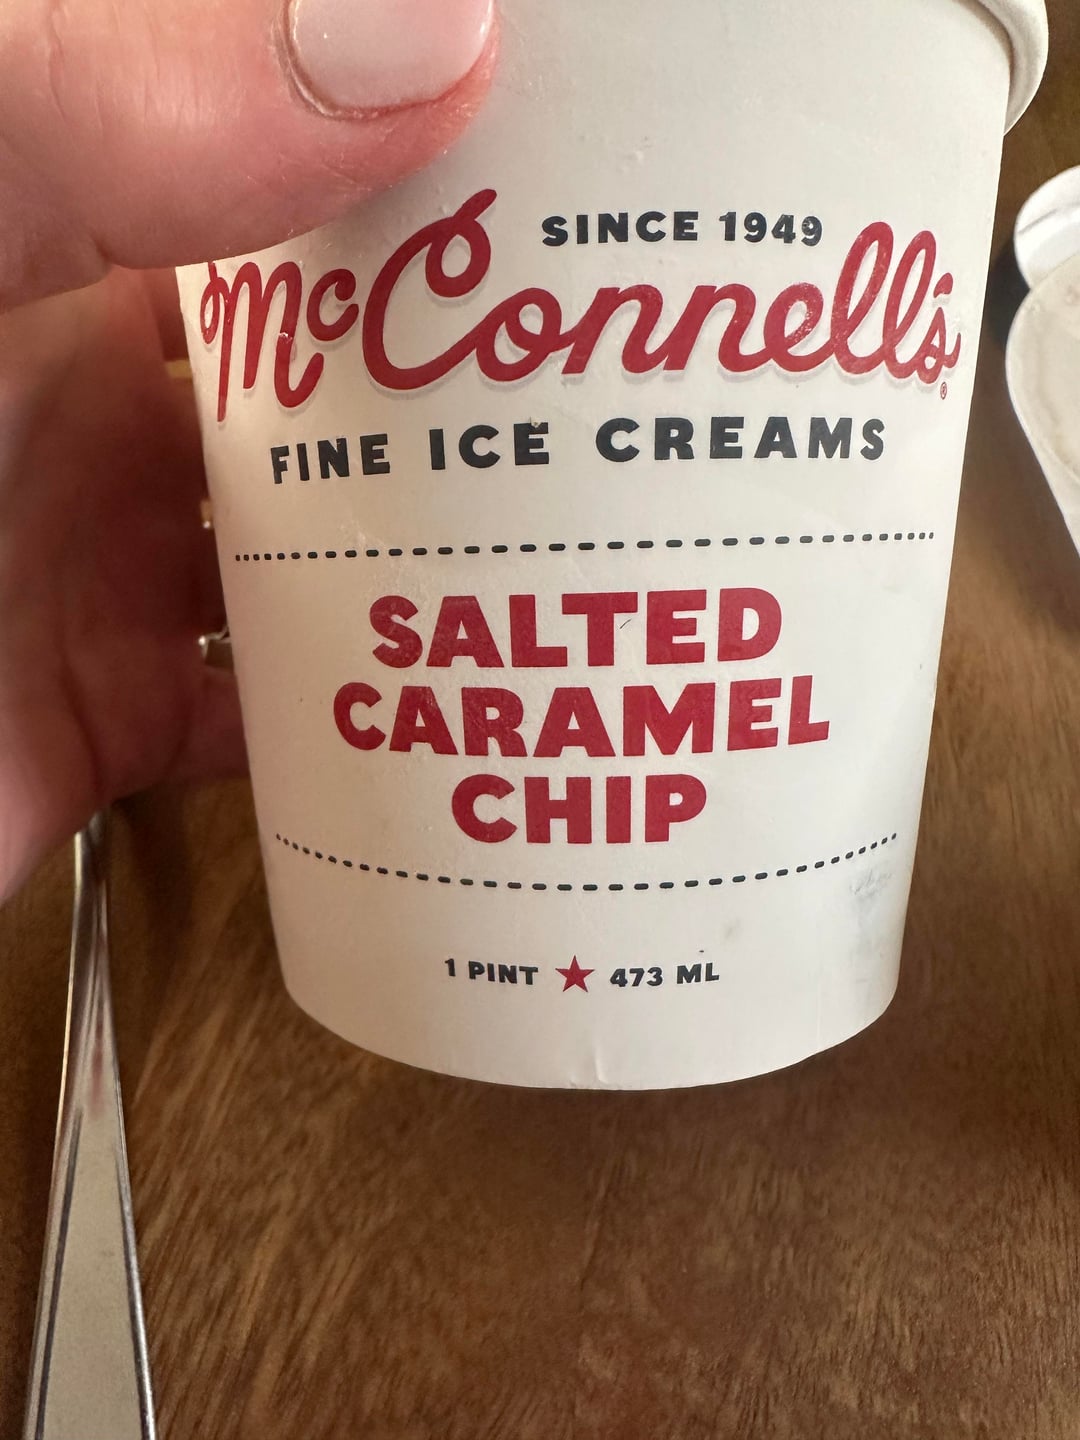 SINCE 1949
McConnell's®
FINE ICE CREAMS
SALTED
CARAMEL
CHIP
1 PINT ★ 473 ML